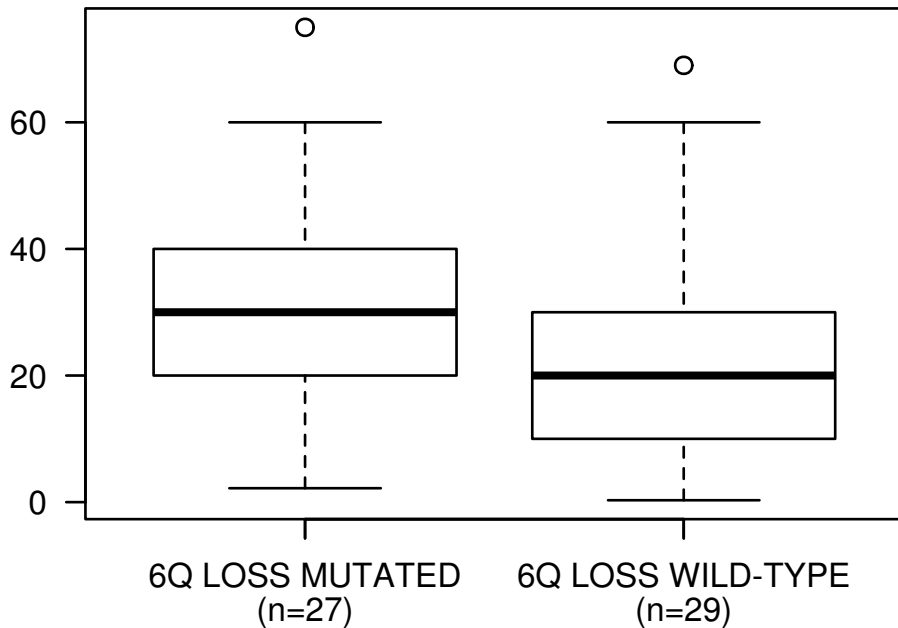 60
40
20
0
6Q LOSS MUTATED
(n=27)
6Q LOSS WILD-TYPE
(n=29)